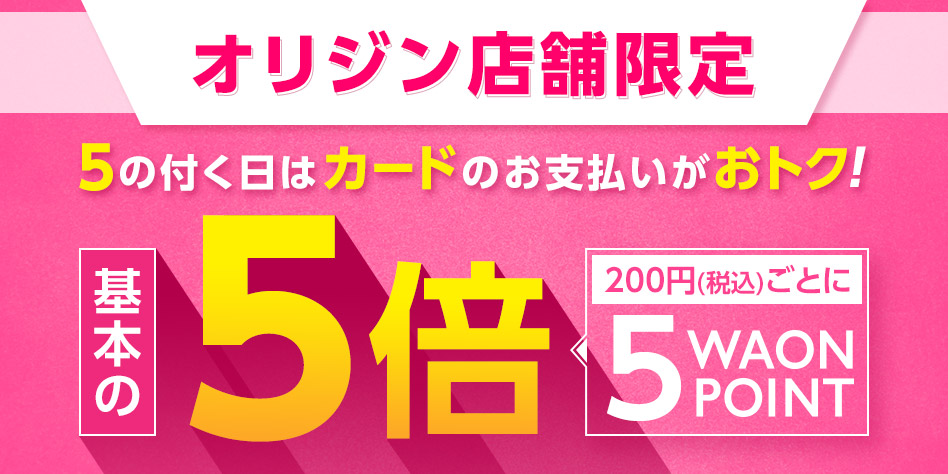 オリジン店舗限定
5の付く日はカードのお支払いがおトク!
基本の
5倍
200円(税込)ごとに
5 WAON
POINT